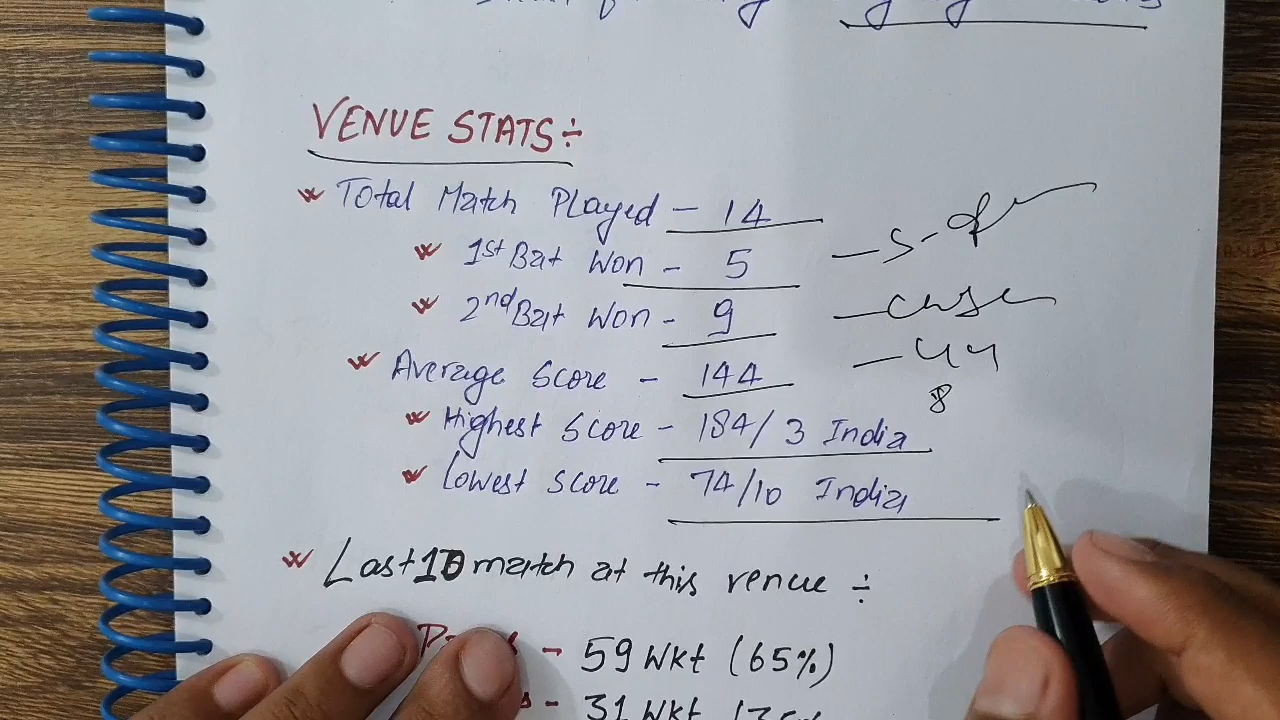 VENUE STATS ÷
Total Match Played - 14
1st Bat Won - 5
2nd Bat Won - 9
Average Score - 144
Highest Score - 184/3 India
Lowest Score - 74/10 India
44
8
Last 10 match at this venue ÷
- 59 Wkt (65%)
- 31 Wkt